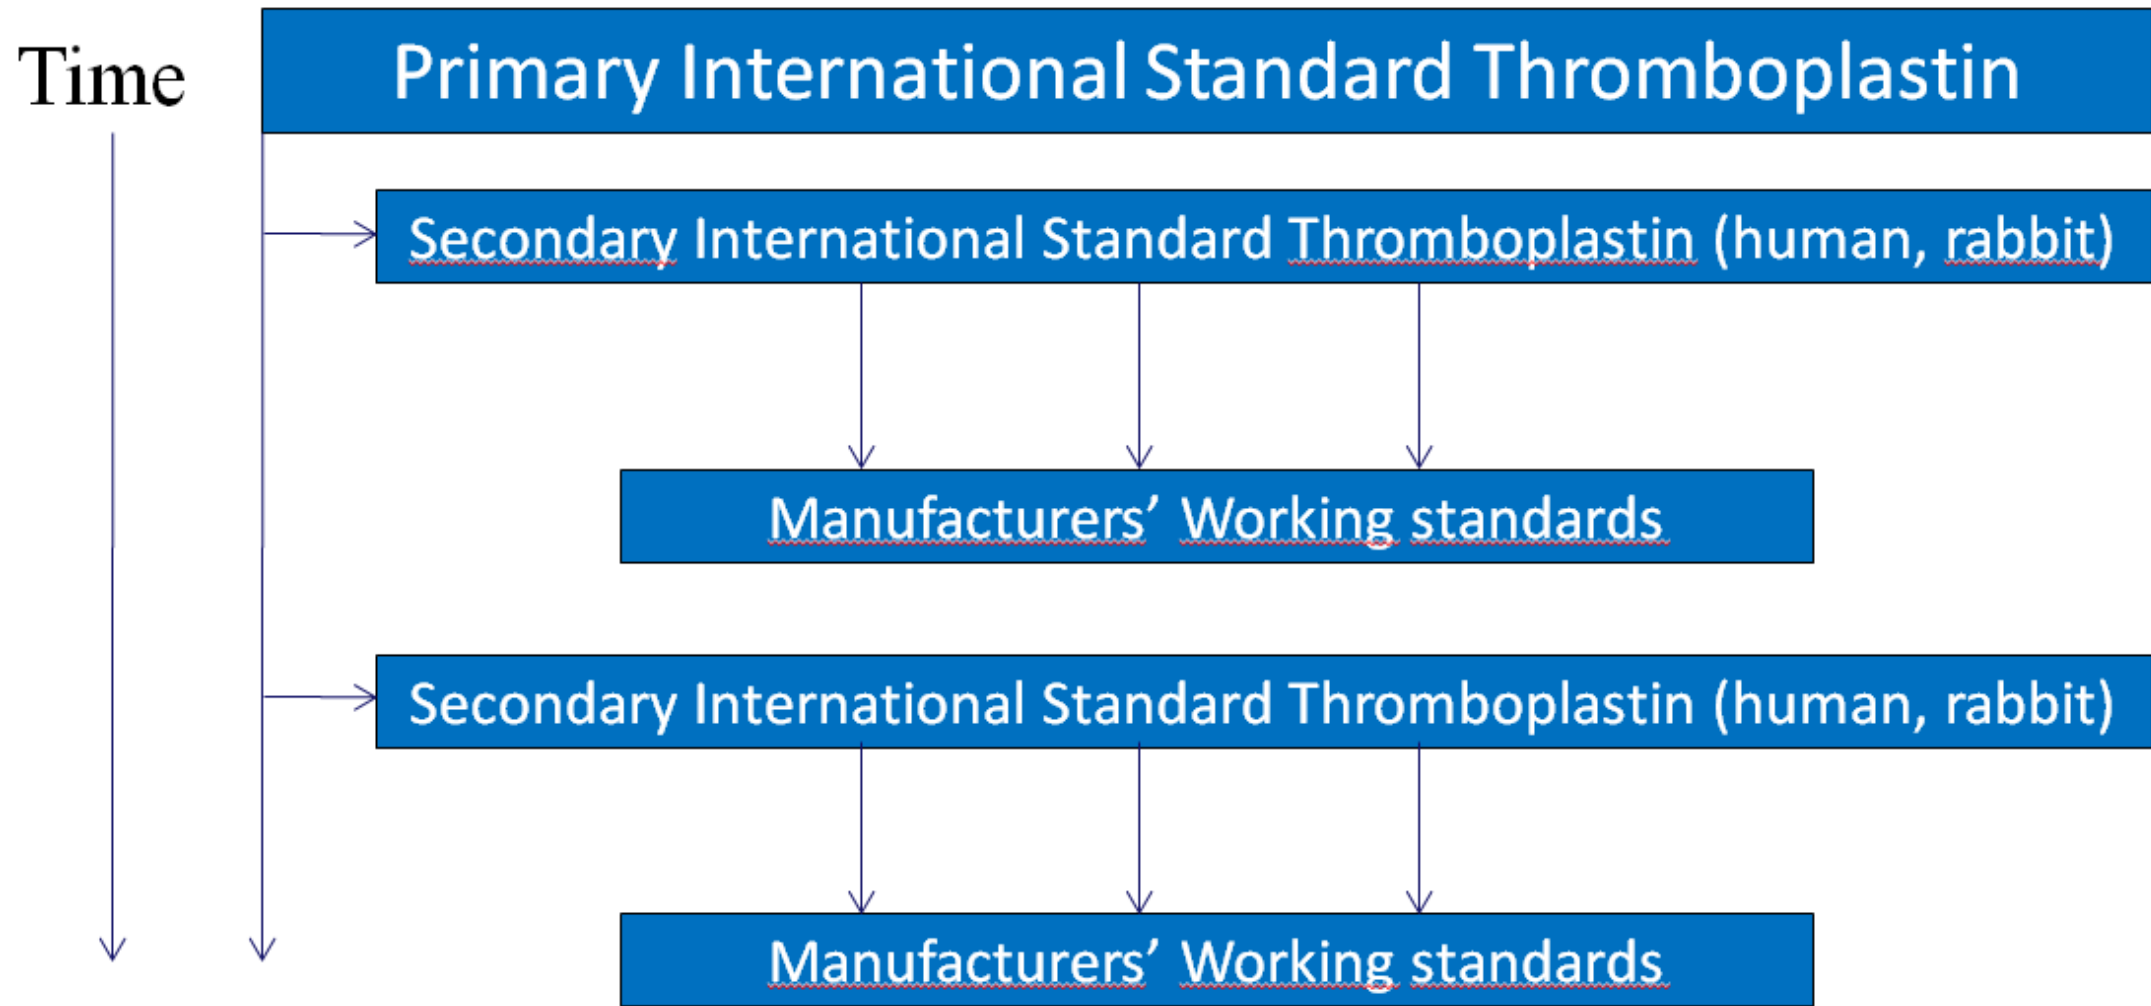 Time
Primary International Standard Thromboplastin
Secondary International Standard Thromboplastin (human, rabbit)
Manufacturers’ Working standards
Secondary International Standard Thromboplastin (human, rabbit)
Manufacturers’ Working standards